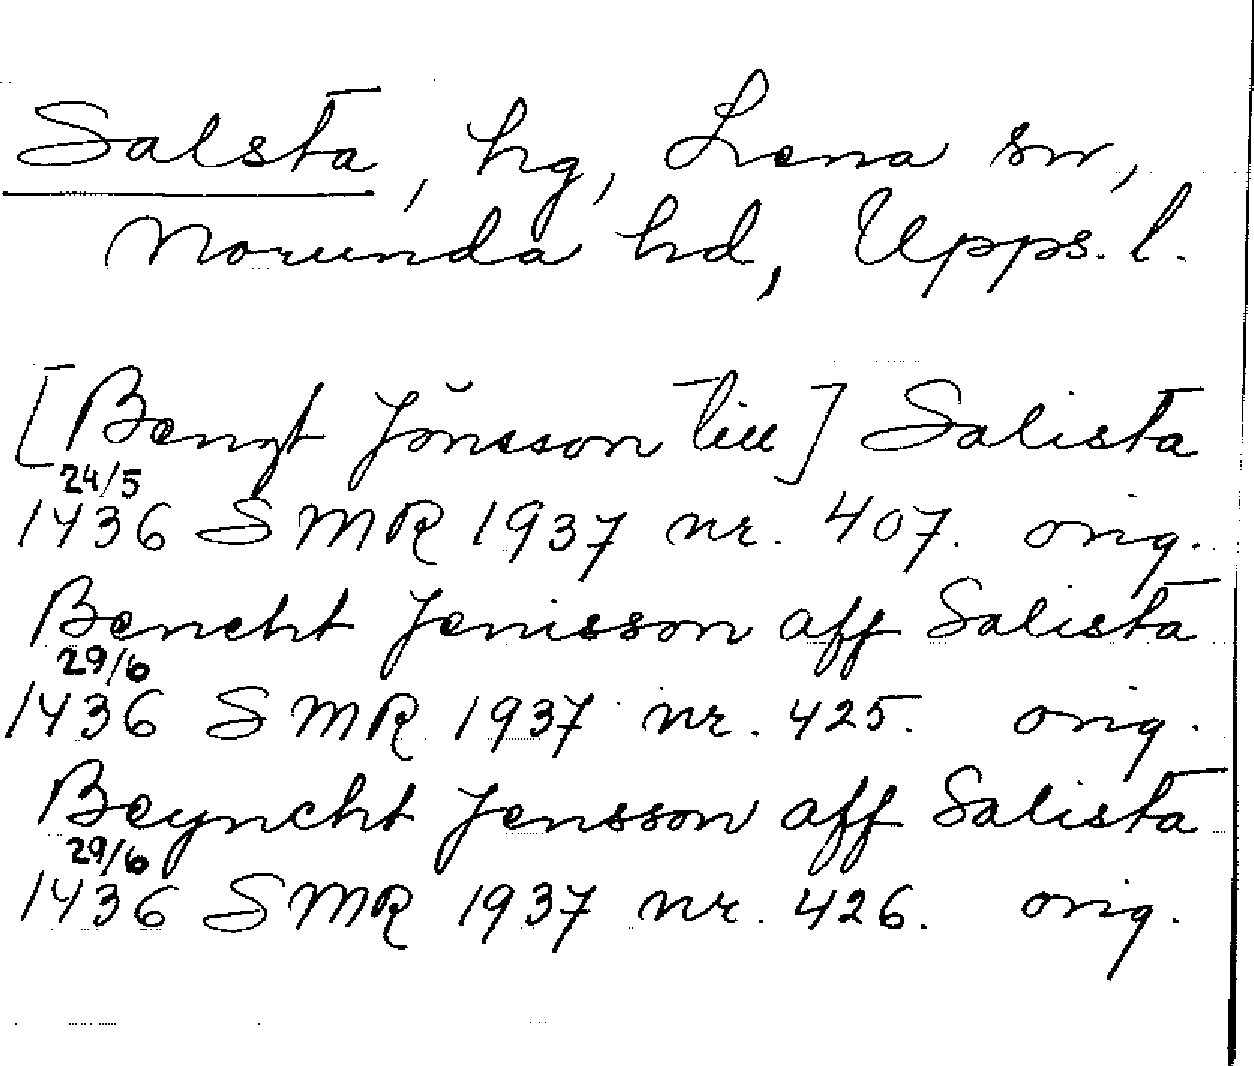 Salsta, hg, Lena sn,
Norunda hd, Upps. l.
[Bengt Jönsson till] Salista
24/5
1436 SMR 1937 nr. 407. orig.
Bencht Jenisson aff Salista
29/6
1436 SMR 1937 nr. 425. orig.
Beyncht Jensson aff Salista
29/6
1436 SMR 1937 nr. 426. orig.